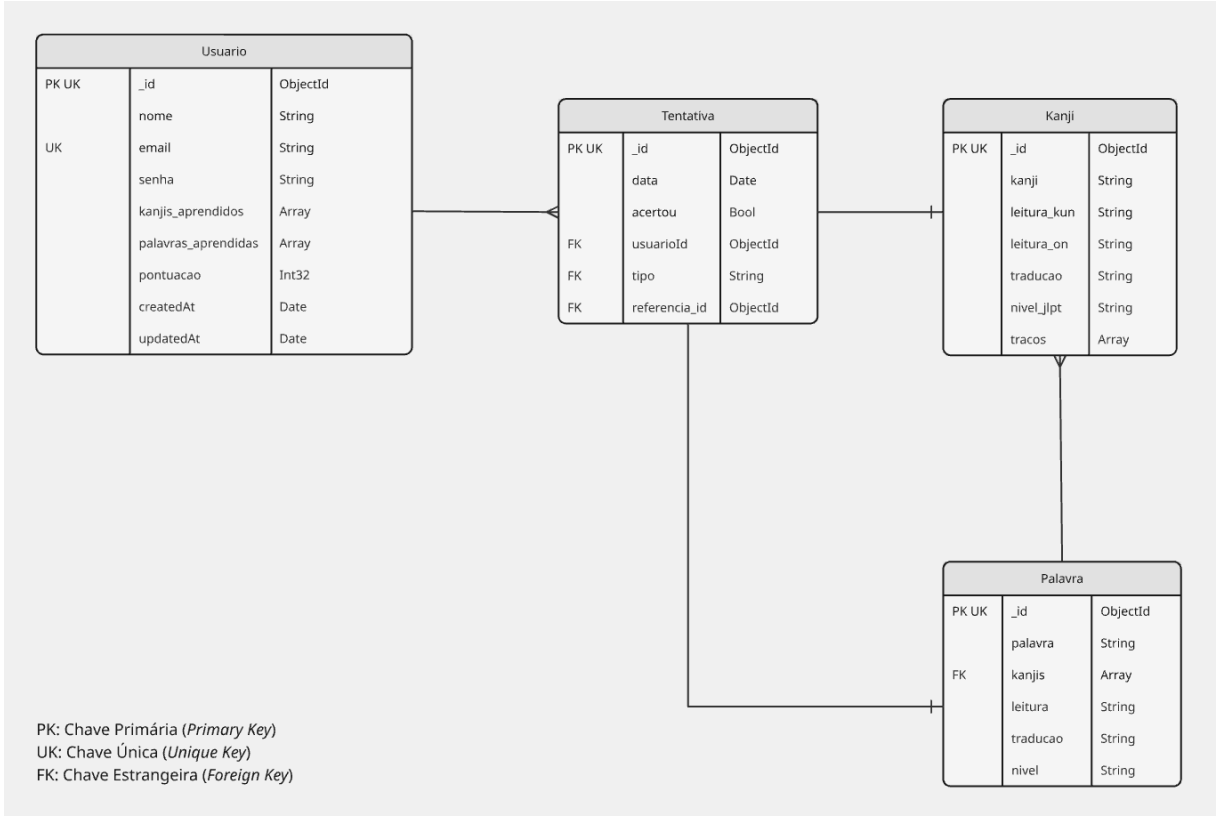 Usuario
PK UK _id ObjectId
nome String
UK email String
senha String
kanjis_aprendidos Array
palavras_aprendidas Array
pontuacao Int32
createdAt Date
updatedAt Date
Tentativa
PK UK _id ObjectId
data Date
acertou Bool
FK usuarioId ObjectId
FK tipo String
FK referencia_id ObjectId
Kanji
PK UK _id ObjectId
kanji String
leitura_kun String
leitura_on String
traducao String
nivel_jlpt String
tracos Array
Palavra
PK UK _id ObjectId
palavra String
FK kanjis Array
leitura String
traducao String
nivel String
PK: Chave Primária (Primary Key)
UK: Chave Única (Unique Key)
FK: Chave Estrangeira (Foreign Key)